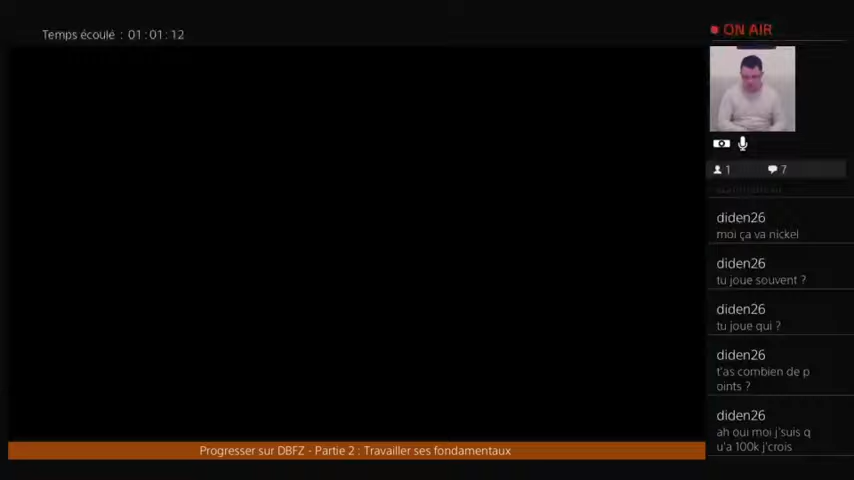 Temps écoulé : 01:01:12
ON AIR
1
7
diden26
moi ça va nickel
diden26
tu joue souvent ?
diden26
tu joue qui ?
diden26
t'as combien de p
oints ?
diden26
ah oui moi j'suis q
u'a 100k j'crois
Progresser sur DBFZ - Partie 2 : Travailler ses fondamentaux